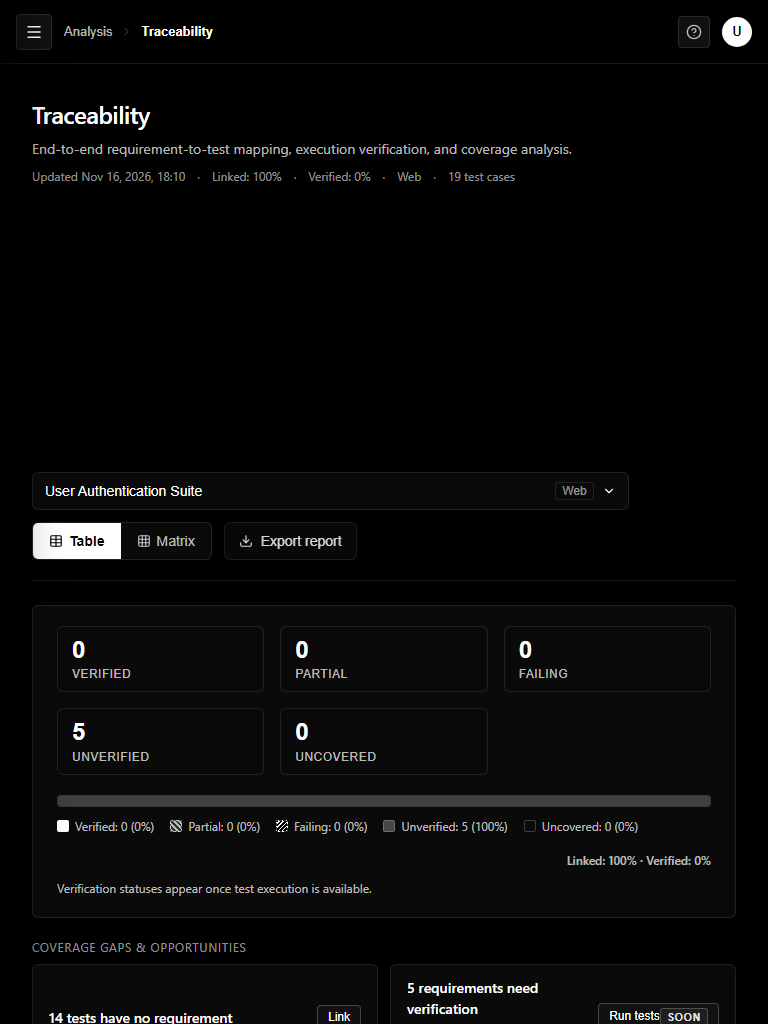 Analysis > Traceability
U
Traceability
End-to-end requirement-to-test mapping, execution verification, and coverage analysis.
Updated Nov 16, 2026, 18:10 · Linked: 100% · Verified: 0% · Web · 19 test cases
User Authentication Suite Web
Table Matrix Export report
0
VERIFIED
0
PARTIAL
0
FAILING
5
UNVERIFIED
0
UNCOVERED
Verified: 0 (0%) Partial: 0 (0%) Failing: 0 (0%) Unverified: 5 (100%) Uncovered: 0 (0%)
Linked: 100% · Verified: 0%
Verification statuses appear once test execution is available.
COVERAGE GAPS & OPPORTUNITIES
14 tests have no requirement
Link
5 requirements need
verification
Run tests SOON